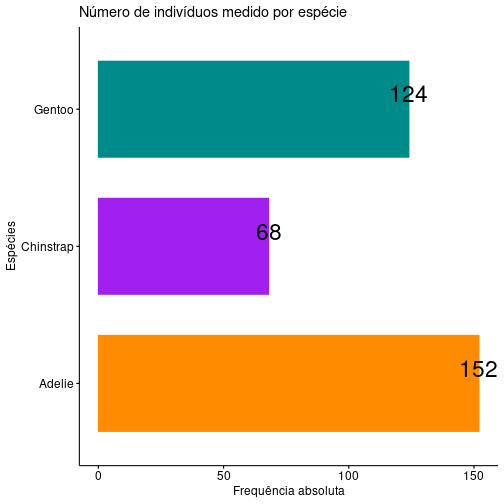 Número de indivíduos medido por espécie
Espécies
Gentoo
124
Chinstrap
68
Adelie
152
0 50 100 150
Frequência absoluta